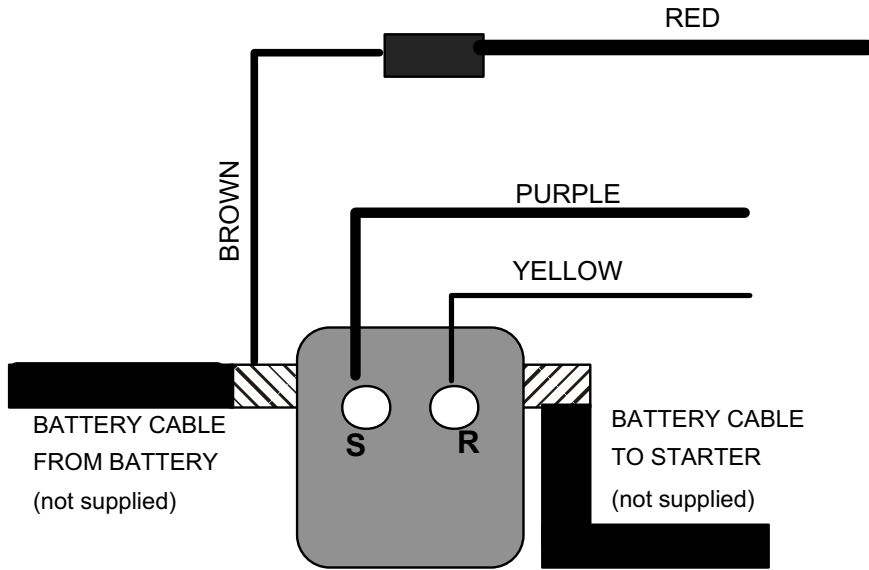 RED
BROWN
PURPLE
YELLOW
S
R
BATTERY CABLE
FROM BATTERY
(not supplied)
BATTERY CABLE
TO STARTER
(not supplied)